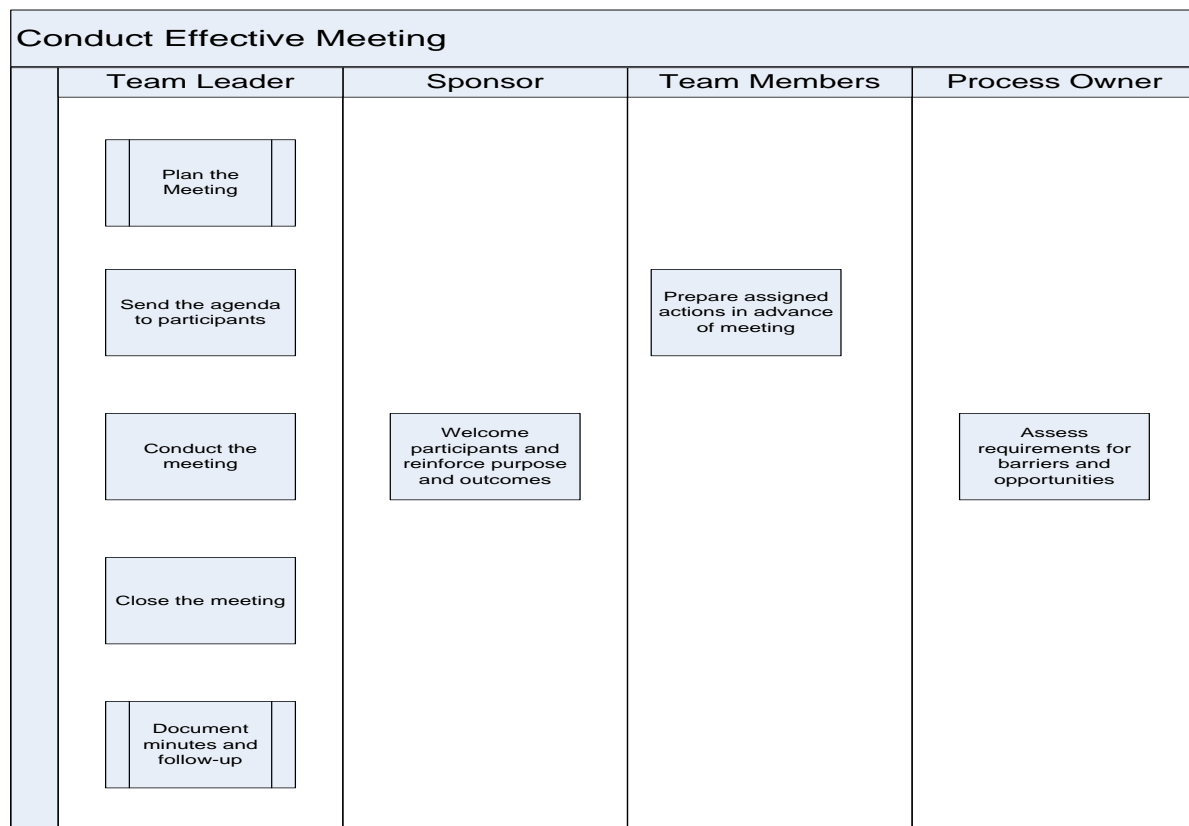 Conduct Effective Meeting
Team Leader
Sponsor
Team Members
Process Owner
Plan the
Meeting
Send the agenda
to participants
Prepare assigned
actions in advance
of meeting
Conduct the
meeting
Welcome
participants and
reinforce purpose
and outcomes
Assess
requirements for
barriers and
opportunities
Close the meeting
Document
minutes and
follow-up